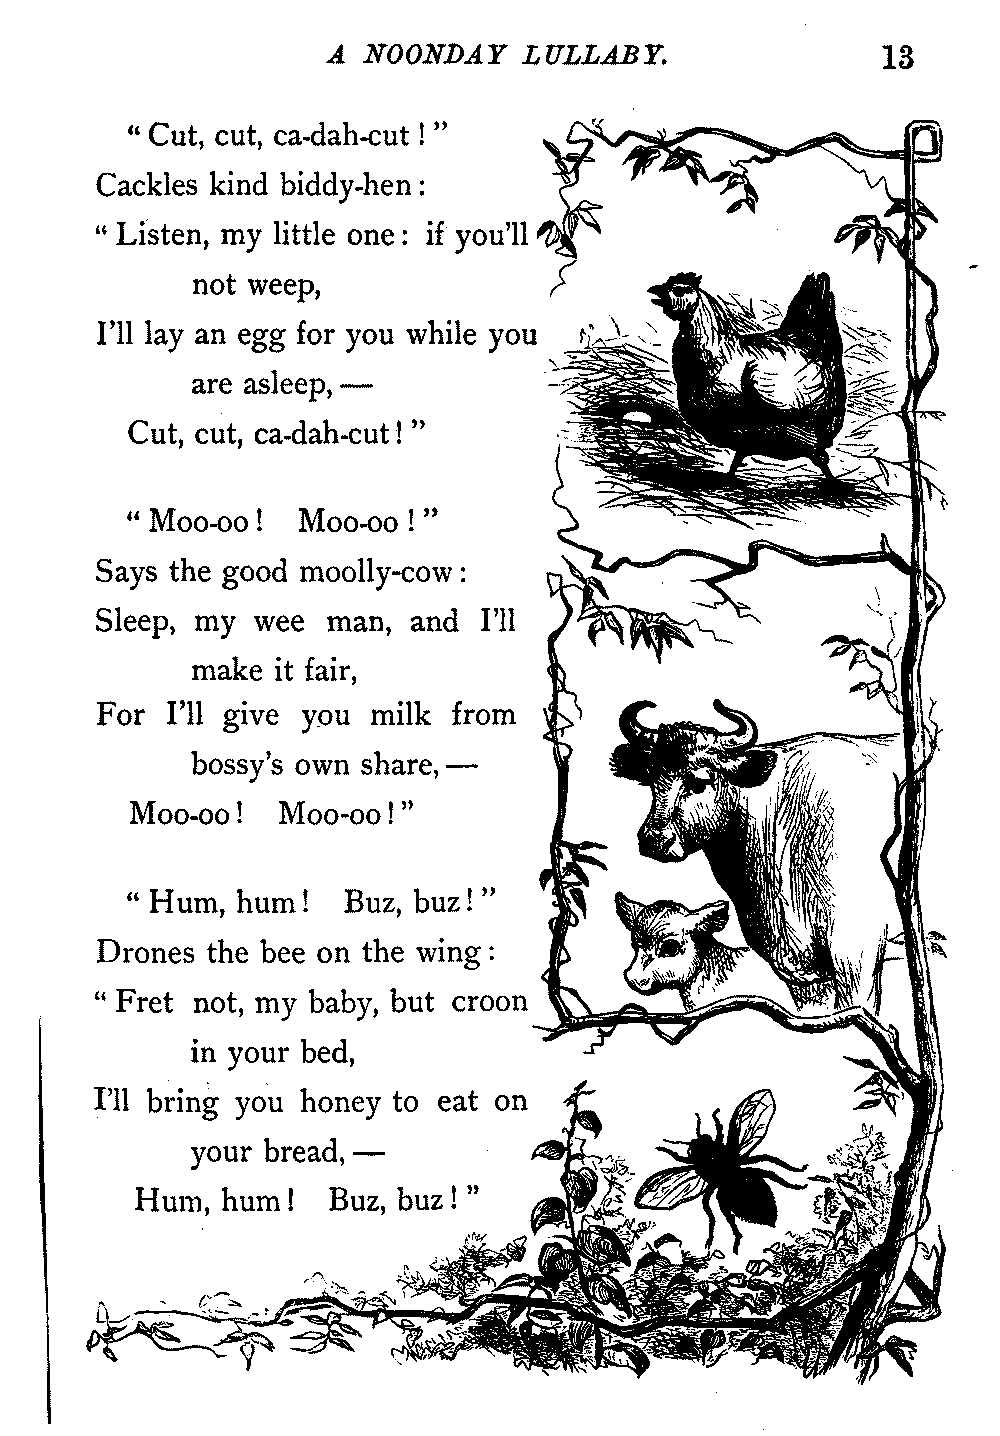 A NOONDAY LULLABY. 13
“ Cut, cut, ca-dah-cut ! ”
Cackles kind biddy-hen :
“ Listen, my little one : if you’ll
not weep,
I’ll lay an egg for you while you
are asleep, —
Cut, cut, ca-dah-cut ! ”
“ Moo-oo ! Moo-oo ! ”
Says the good moolly-cow :
Sleep, my wee man, and I’ll
make it fair,
For I’ll give you milk from
bossy’s own share, —
Moo-oo ! Moo-oo ! ”
“ Hum, hum ! Buz, buz ! ”
Drones the bee on the wing :
“ Fret not, my baby, but croon
in your bed,
I’ll bring you honey to eat on
your bread, —
Hum, hum ! Buz, buz ! ”